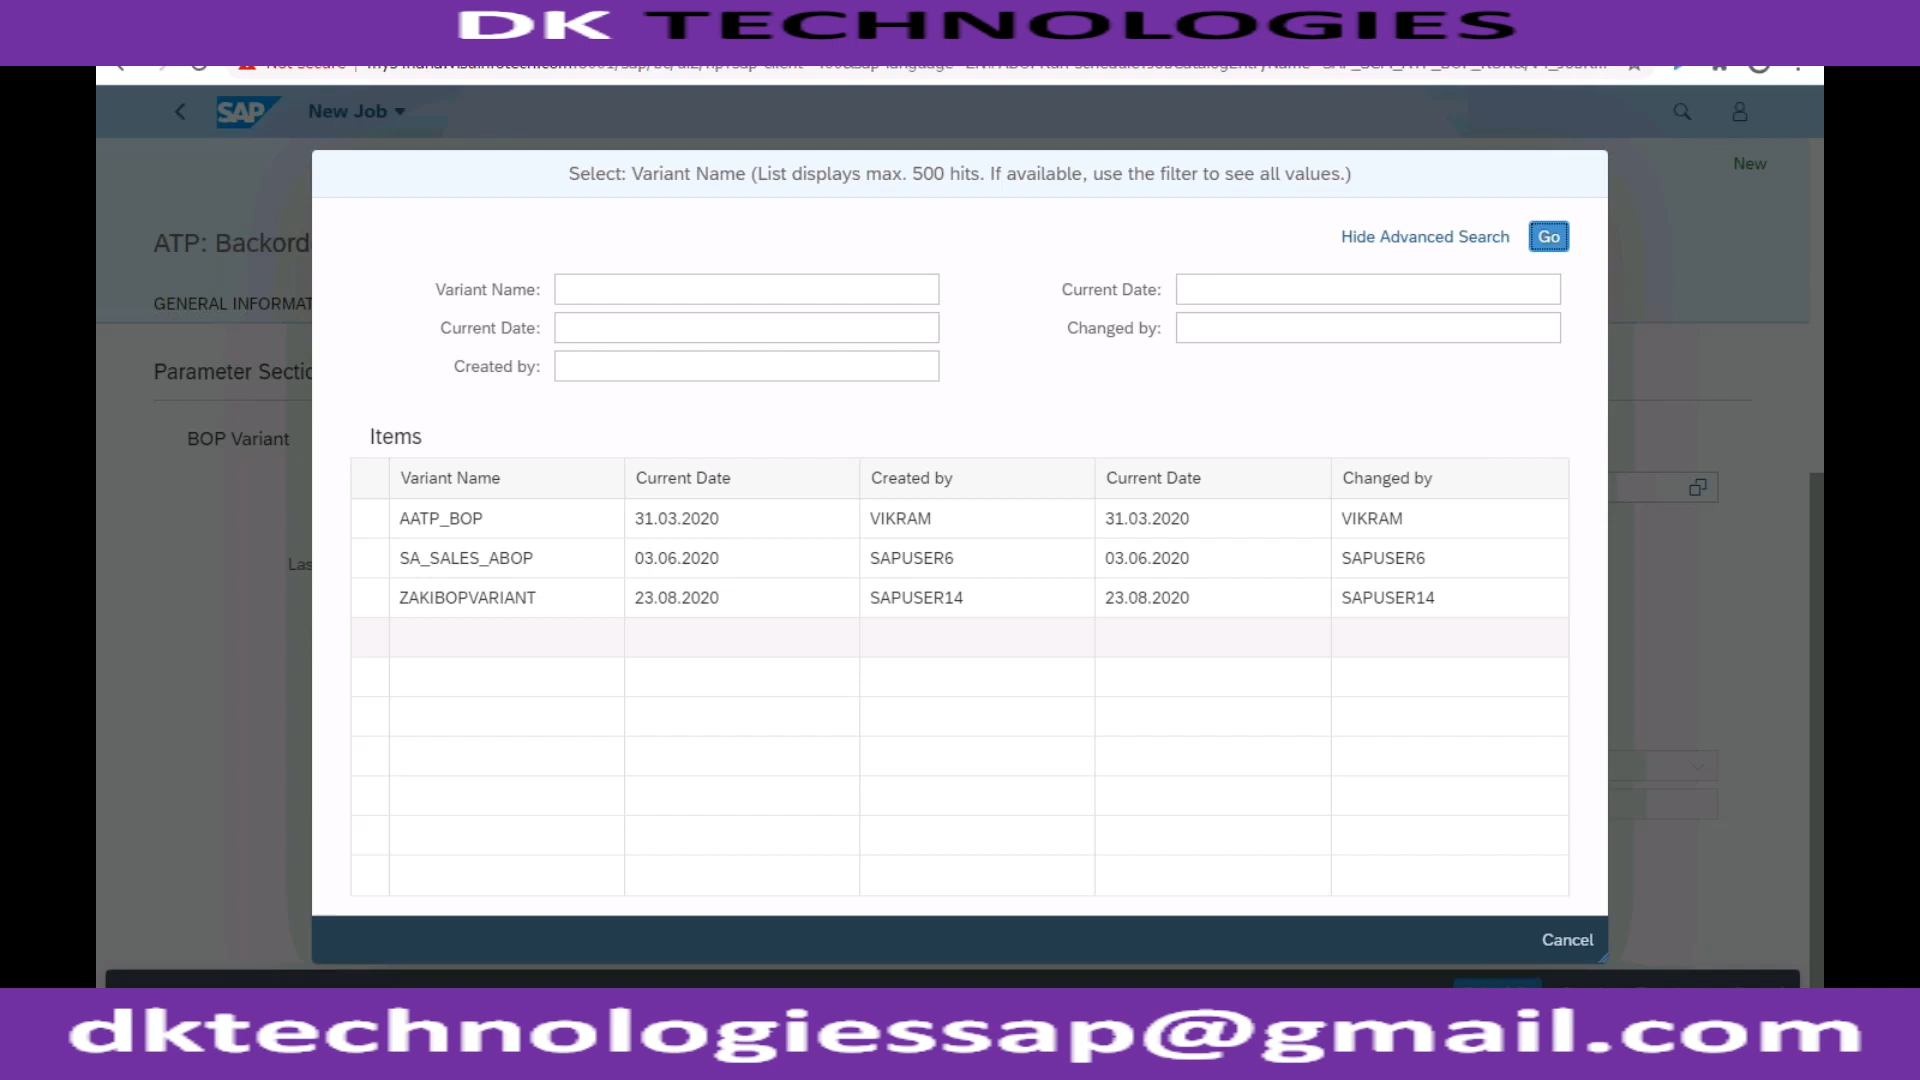 DK TECHNOLOGIES
Not secure
SAP New Job
New
Select: Variant Name (List displays max. 500 hits. If available, use the filter to see all values.)
ATP: Backord
Hide Advanced Search Go
GENERAL INFORMAT
Variant Name: Current Date:
Current Date: Changed by:
Created by:
Parameter Sectio
BOP Variant
Items
Variant Name Current Date Created by Current Date Changed by
AATP_BOP 31.03.2020 VIKRAM 31.03.2020 VIKRAM
SA_SALES_ABOP 03.06.2020 SAPUSER6 03.06.2020 SAPUSER6
Las
ZAKIBOPVARIANT 23.08.2020 SAPUSER14 23.08.2020 SAPUSER14
Cancel
dktechnologiessap@gmail.com